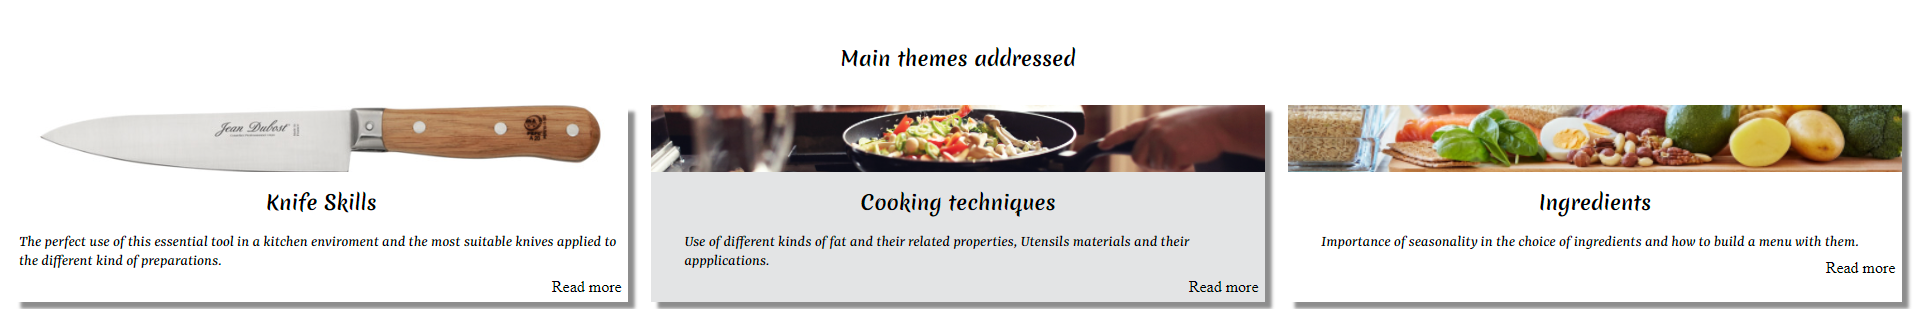 Main themes addressed
Jean Dubost
Knife Skills
The perfect use of this essential tool in a kitchen enviroment and the most suitable knives applied to
the different kind of preparations.
Read more
Cooking techniques
Use of different kinds of fat and their related properties, Utensils materials and their
appplications.
Read more
Ingredients
Importance of seasonality in the choice of ingredients and how to build a menu with them.
Read more